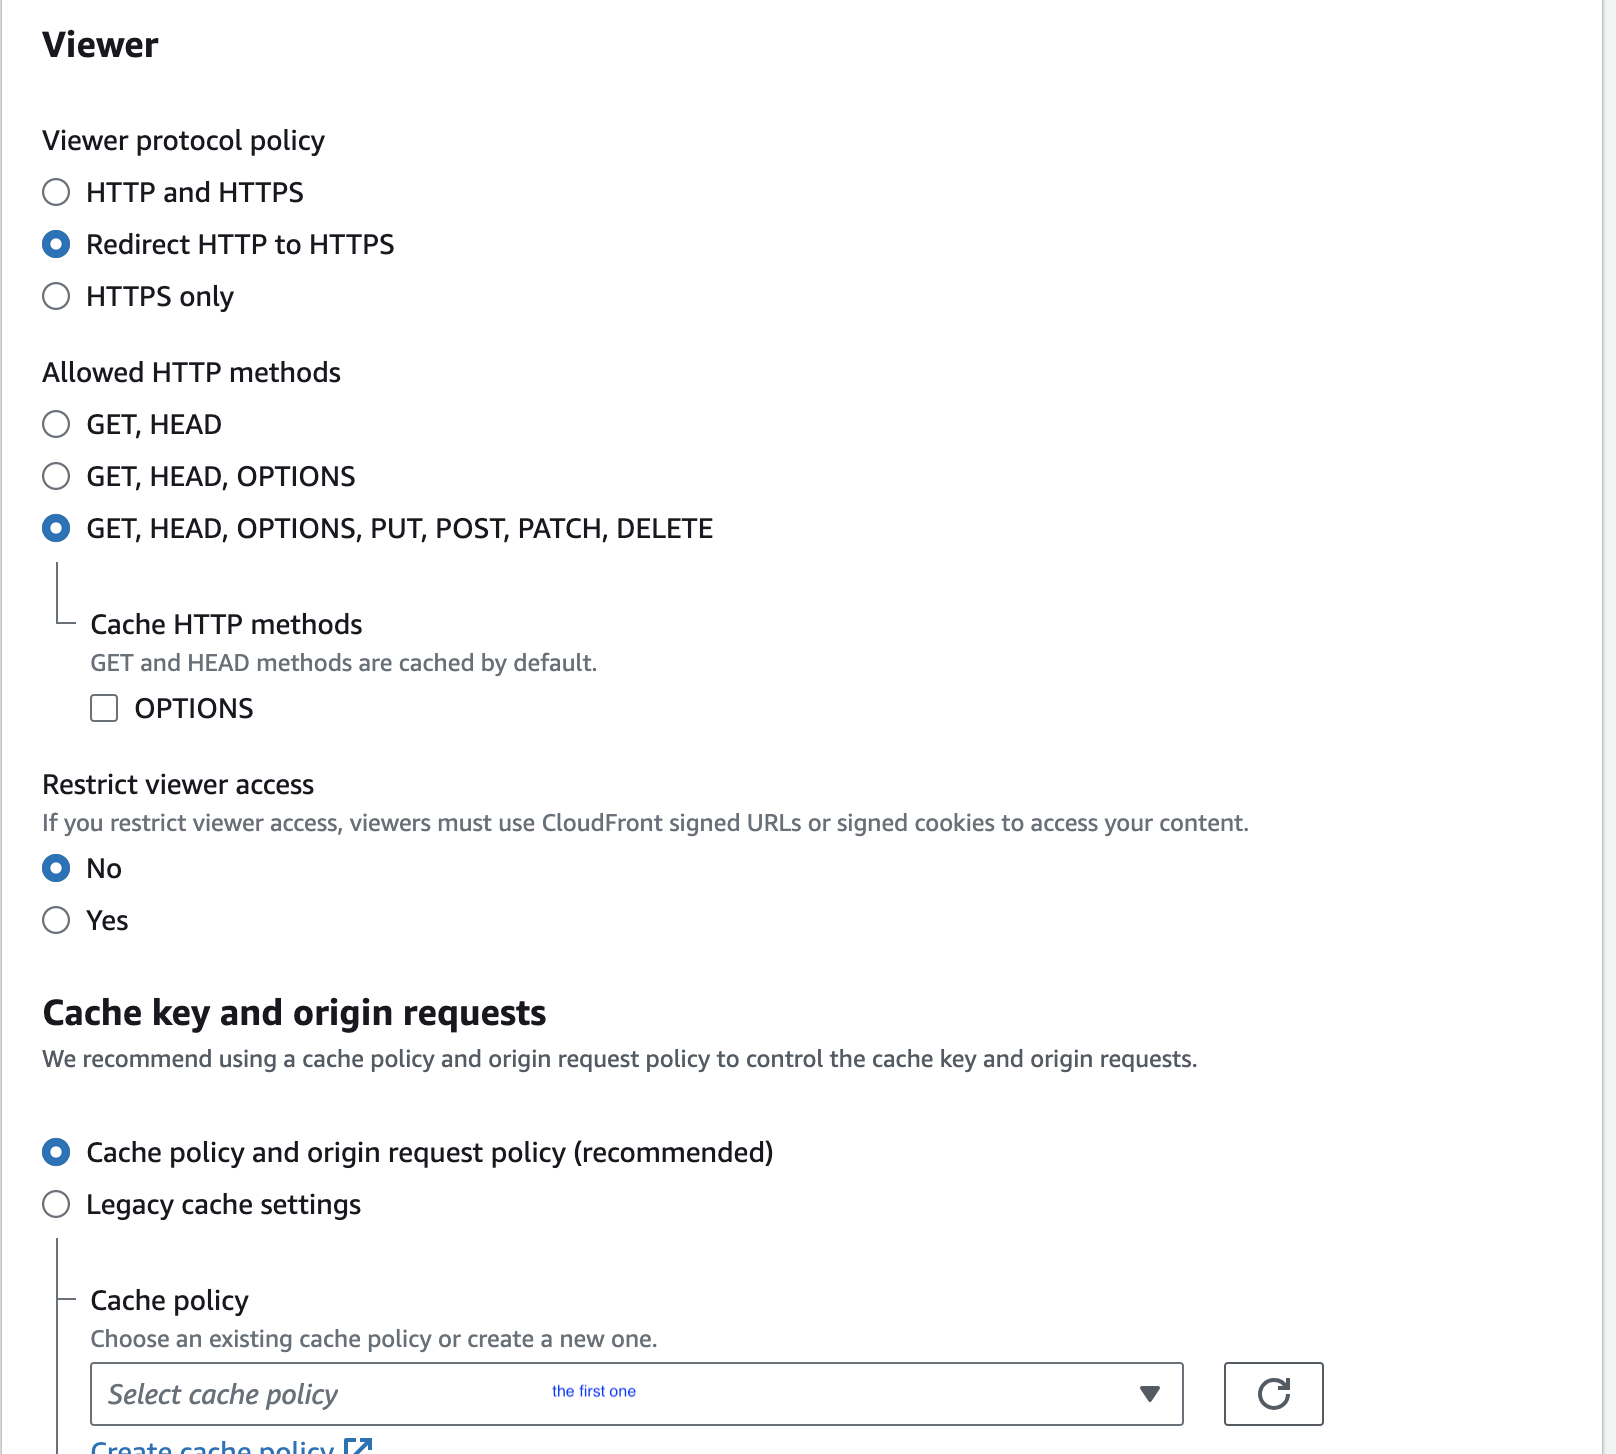 Viewer
Viewer protocol policy
HTTP and HTTPS
Redirect HTTP to HTTPS
HTTPS only
Allowed HTTP methods
GET, HEAD
GET, HEAD, OPTIONS
GET, HEAD, OPTIONS, PUT, POST, PATCH, DELETE
Cache HTTP methods
GET and HEAD methods are cached by default.
OPTIONS
Restrict viewer access
If you restrict viewer access, viewers must use CloudFront signed URLs or signed cookies to access your content.
No
Yes
Cache key and origin requests
We recommend using a cache policy and origin request policy to control the cache key and origin requests.
Cache policy and origin request policy (recommended)
Legacy cache settings
Cache policy
Choose an existing cache policy or create a new one.
Select cache policy the first one
Create cache policy